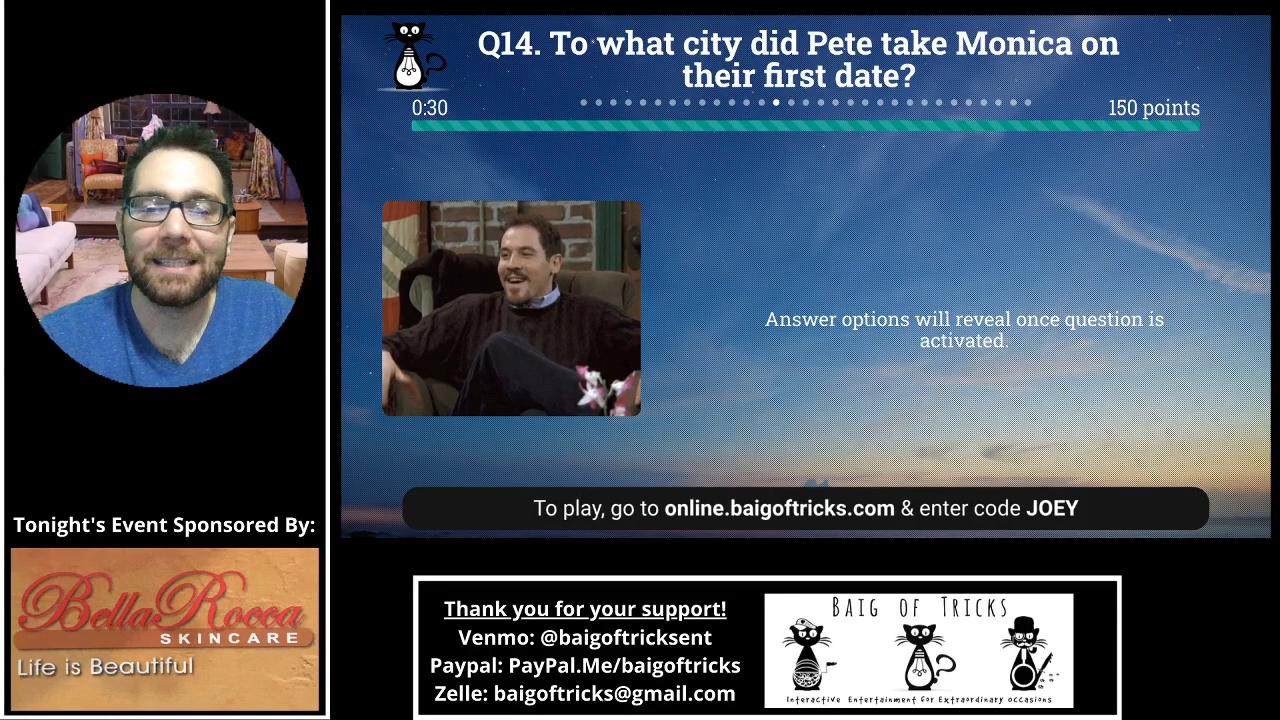 Q14. To what city did Pete take Monica on
their first date?
0:30
150 points
Answer options will reveal once question is
activated.
To play, go to online.baigoftricks.com & enter code JOEY
Tonight's Event Sponsored By:
BellaRocca
SKINCARE
Life is Beautiful
Thank you for your support!
Venmo: @baigoftricksent
Paypal: PayPal.Me/baigoftricks
Zelle: baigoftricks@gmail.com
BAIG OF TRICKS
Interactive Entertainment for Extraordinary occasions